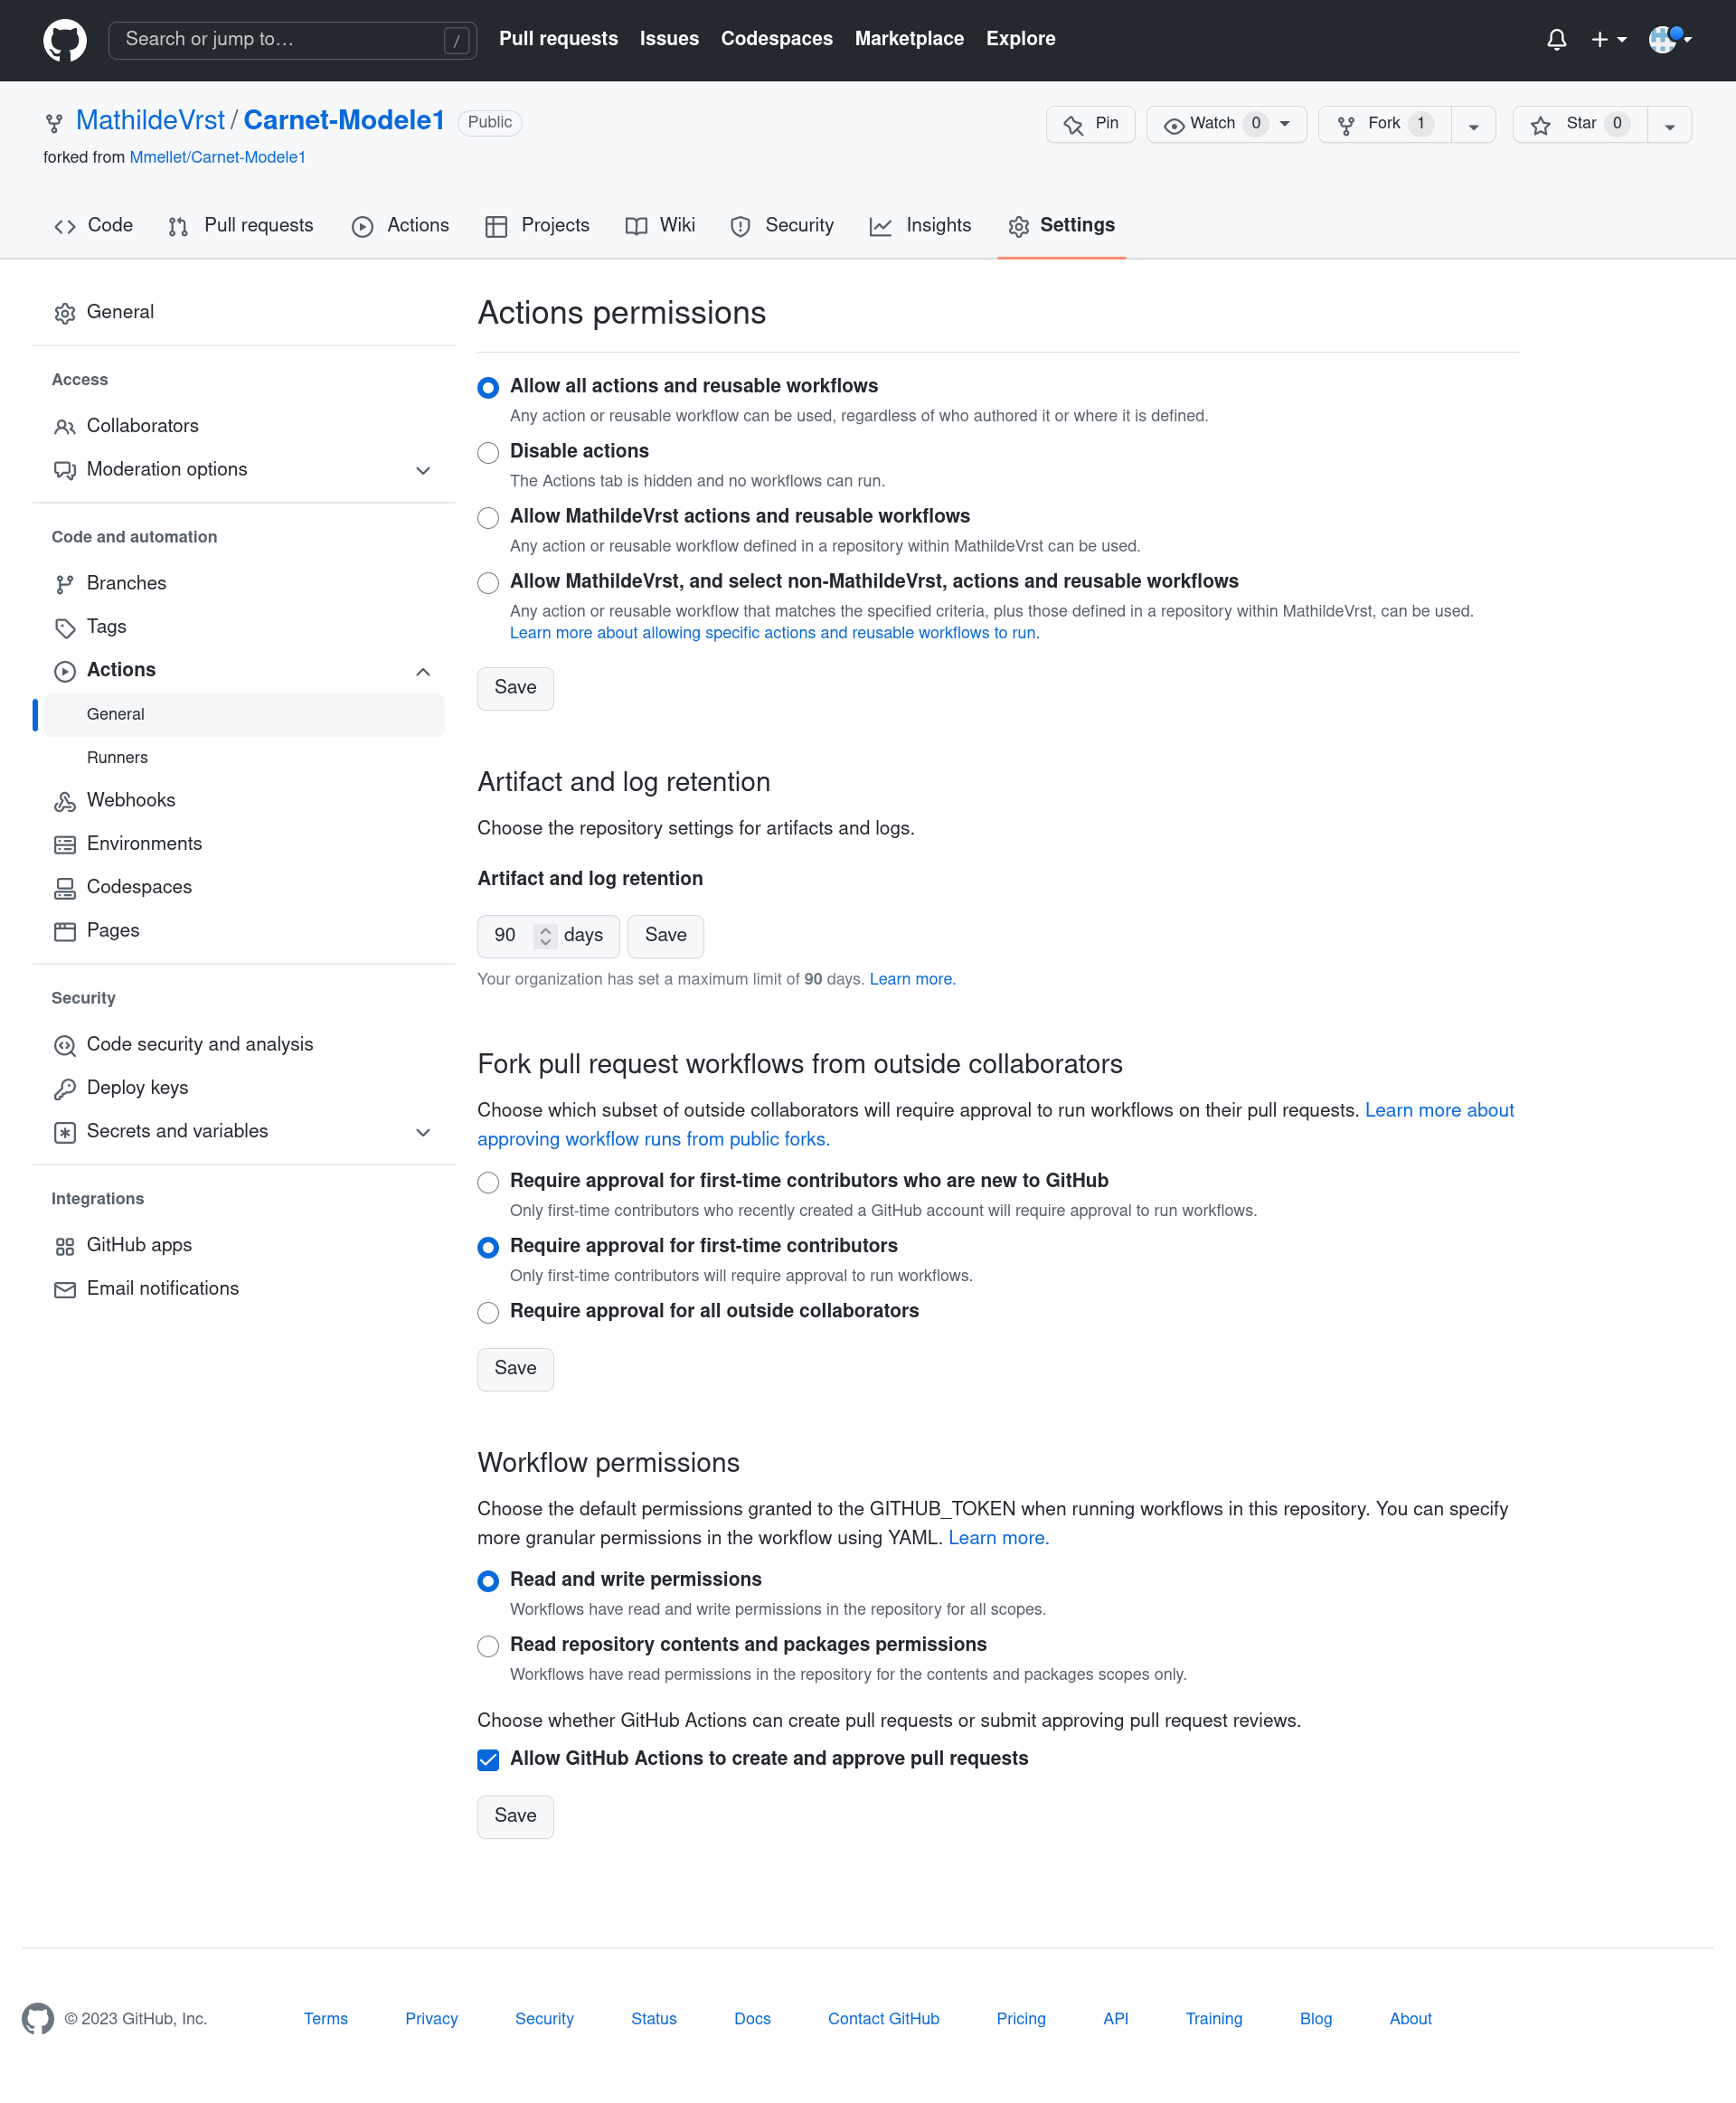 Search or jump to… /
Pull requests Issues Codespaces Marketplace Explore
MathildeVrst / Carnet-Modele1 Public
forked from Mmellet/Carnet-Modele1
Pin Watch 0 Fork 1 Star 0
Code Pull requests Actions Projects Wiki Security Insights Settings
General
Access
Collaborators
Moderation options
Code and automation
Branches
Tags
Actions
General
Runners
Webhooks
Environments
Codespaces
Pages
Security
Code security and analysis
Deploy keys
Secrets and variables
Integrations
GitHub apps
Email notifications
Actions permissions
Allow all actions and reusable workflows
Any action or reusable workflow can be used, regardless of who authored it or where it is defined.
Disable actions
The Actions tab is hidden and no workflows can run.
Allow MathildeVrst actions and reusable workflows
Any action or reusable workflow defined in a repository within MathildeVrst can be used.
Allow MathildeVrst, and select non-MathildeVrst, actions and reusable workflows
Any action or reusable workflow that matches the specified criteria, plus those defined in a repository within MathildeVrst, can be used.
Learn more about allowing specific actions and reusable workflows to run.
Save
Artifact and log retention
Choose the repository settings for artifacts and logs.
Artifact and log retention
90 days Save
Your organization has set a maximum limit of 90 days. Learn more.
Fork pull request workflows from outside collaborators
Choose which subset of outside collaborators will require approval to run workflows on their pull requests. Learn more about
approving workflow runs from public forks.
Require approval for first-time contributors who are new to GitHub
Only first-time contributors who recently created a GitHub account will require approval to run workflows.
Require approval for first-time contributors
Only first-time contributors will require approval to run workflows.
Require approval for all outside collaborators
Save
Workflow permissions
Choose the default permissions granted to the GITHUB_TOKEN when running workflows in this repository. You can specify
more granular permissions in the workflow using YAML. Learn more.
Read and write permissions
Workflows have read and write permissions in the repository for all scopes.
Read repository contents and packages permissions
Workflows have read permissions in the repository for the contents and packages scopes only.
Choose whether GitHub Actions can create pull requests or submit approving pull request reviews.
Allow GitHub Actions to create and approve pull requests
Save
© 2023 GitHub, Inc. Terms Privacy Security Status Docs Contact GitHub Pricing API Training Blog About